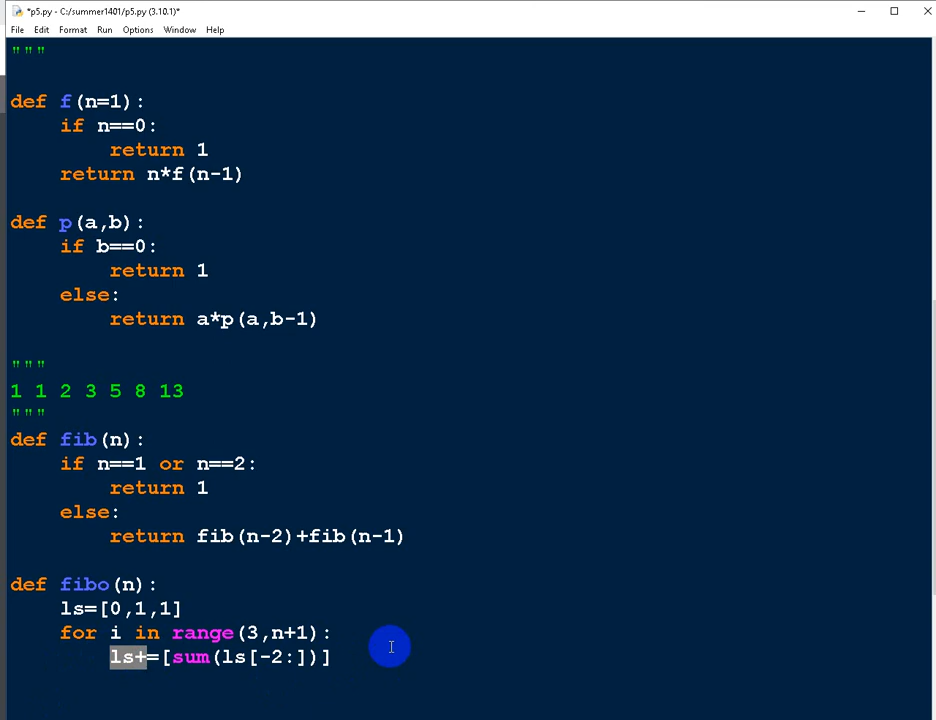 *p5.py - C:/summer1401/p5.py (3.10.1)*
File Edit Format Run Options Window Help
"""
def f(n=1):
    if n==0:
        return 1
    return n*f(n-1)
def p(a,b):
    if b==0:
        return 1
    else:
        return a*p(a,b-1)
"""
1 1 2 3 5 8 13
"""
def fib(n):
    if n==1 or n==2:
        return 1
    else:
        return fib(n-2)+fib(n-1)
def fibo(n):
    ls=[0,1,1]
    for i in range(3,n+1):
        ls+=[sum(ls[-2:])]